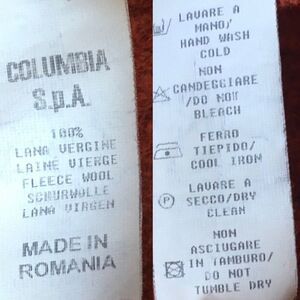 COLUMBIA
S.p.A.
100%
LANA VERGINE
LAINE VIERGE
FLEECE WOOL
SCHURWOLLE
LANA VIRGEN
MADE IN
ROMANIA
LAVARE A
MANO/
HAND WASH
COLD
NON
CANDEGGIARE
/DO NOT
BLEACH
FERRO
TIEPIDO/
COOL IRON
LAVARE A
SECCO/DRY
CLEAN
NON
ASCIUGARE
IN TAMBURO/
DO NOT
TUMBLE DRY